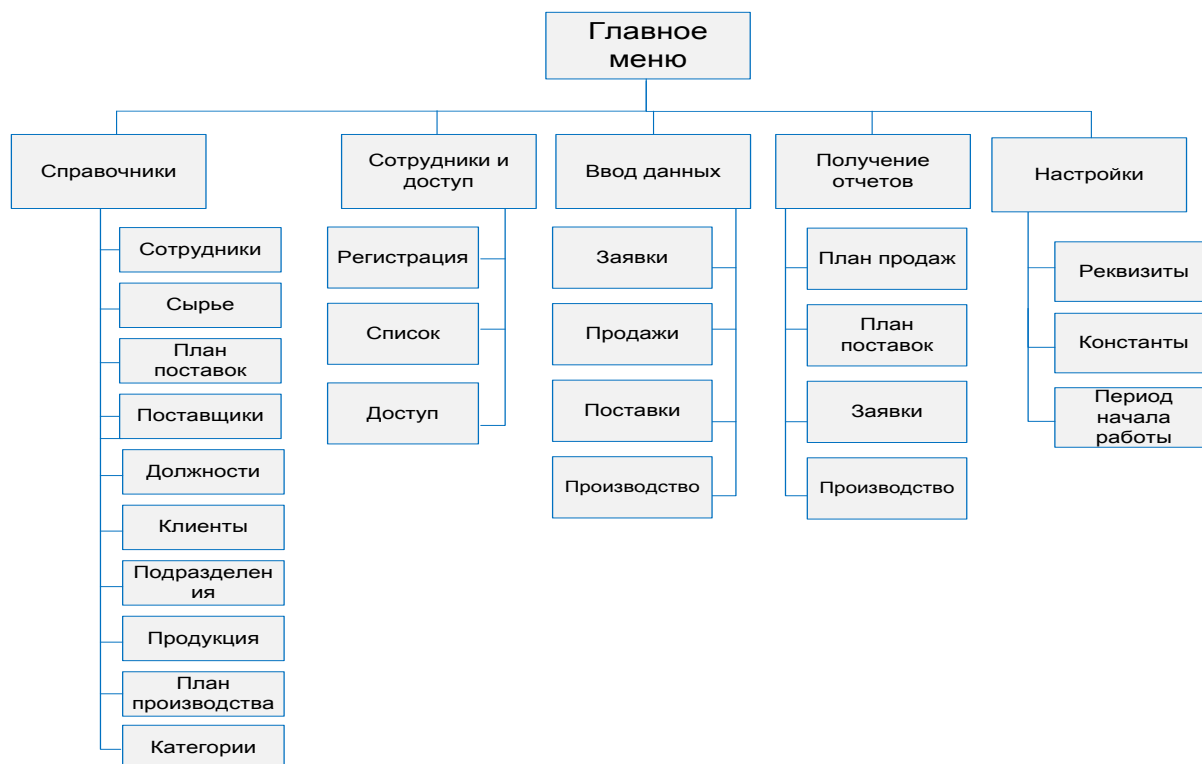 Главное
меню
Справочники
Сотрудники и
доступ
Ввод данных
Получение
отчетов
Настройки
Сотрудники
Сырье
План
поставок
Поставщики
Должности
Клиенты
Подразделен
ия
Продукция
План
производства
Категории
Регистрация
Список
Доступ
Заявки
Продажи
Поставки
Производство
План продаж
План
поставок
Заявки
Производство
Реквизиты
Константы
Период
начала
работы